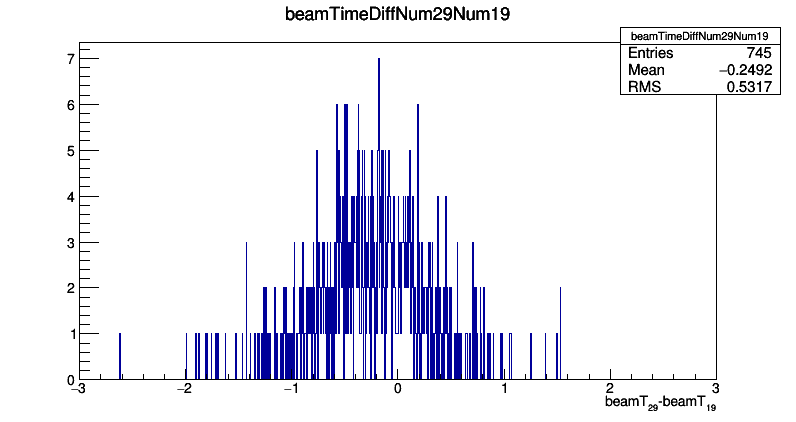 beamTimeDiffNum29Num19
beamTimeDiffNum29Num19
Entries 745
Mean −0.2492
RMS 0.5317
7
6
5
4
3
2
1
0
−3 −2 −1 0 1 2 3
beamT29-beamT19